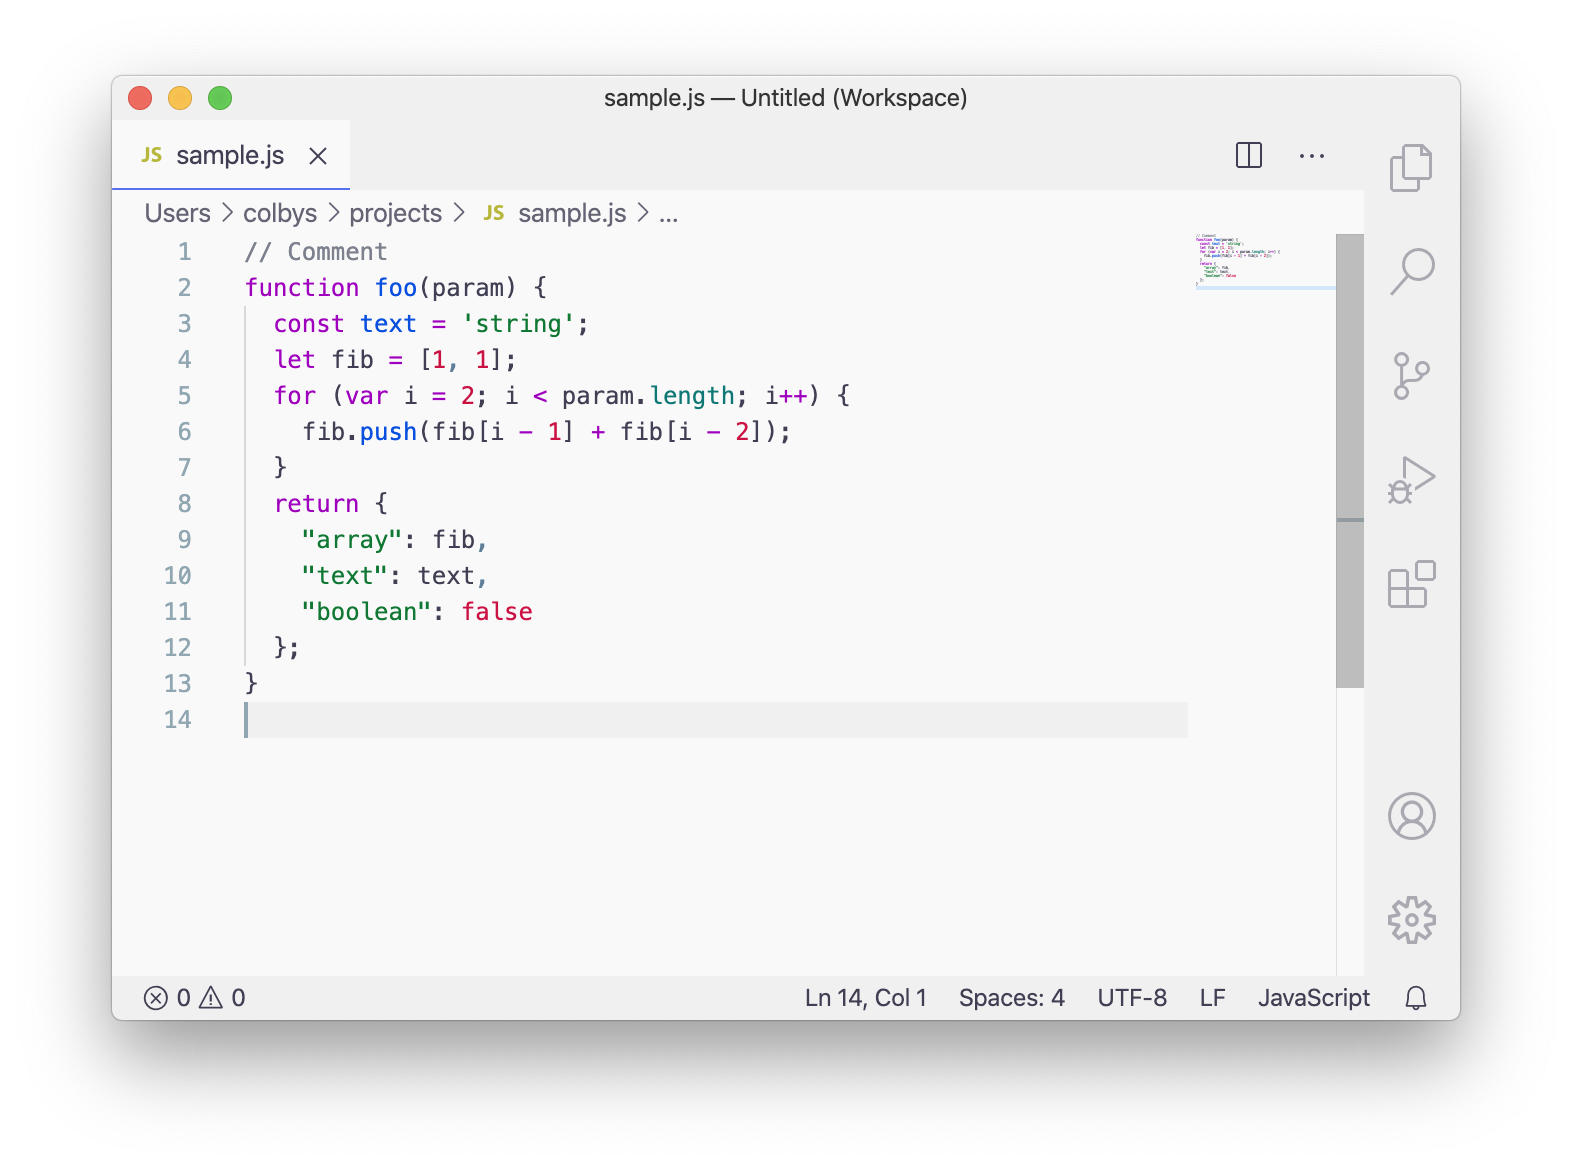 sample.js — Untitled (Workspace)
JS sample.js
Users > colbys > projects > JS sample.js > ...
1 // Comment
2 function foo(param) {
3   const text = 'string';
4   let fib = [1, 1];
5   for (var i = 2; i < param.length; i++) {
6     fib.push(fib[i - 1] + fib[i - 2]);
7   }
8   return {
9     "array": fib,
10     "text": text,
11     "boolean": false
12   };
13 }
14
0 0 Ln 14, Col 1 Spaces: 4 UTF-8 LF JavaScript